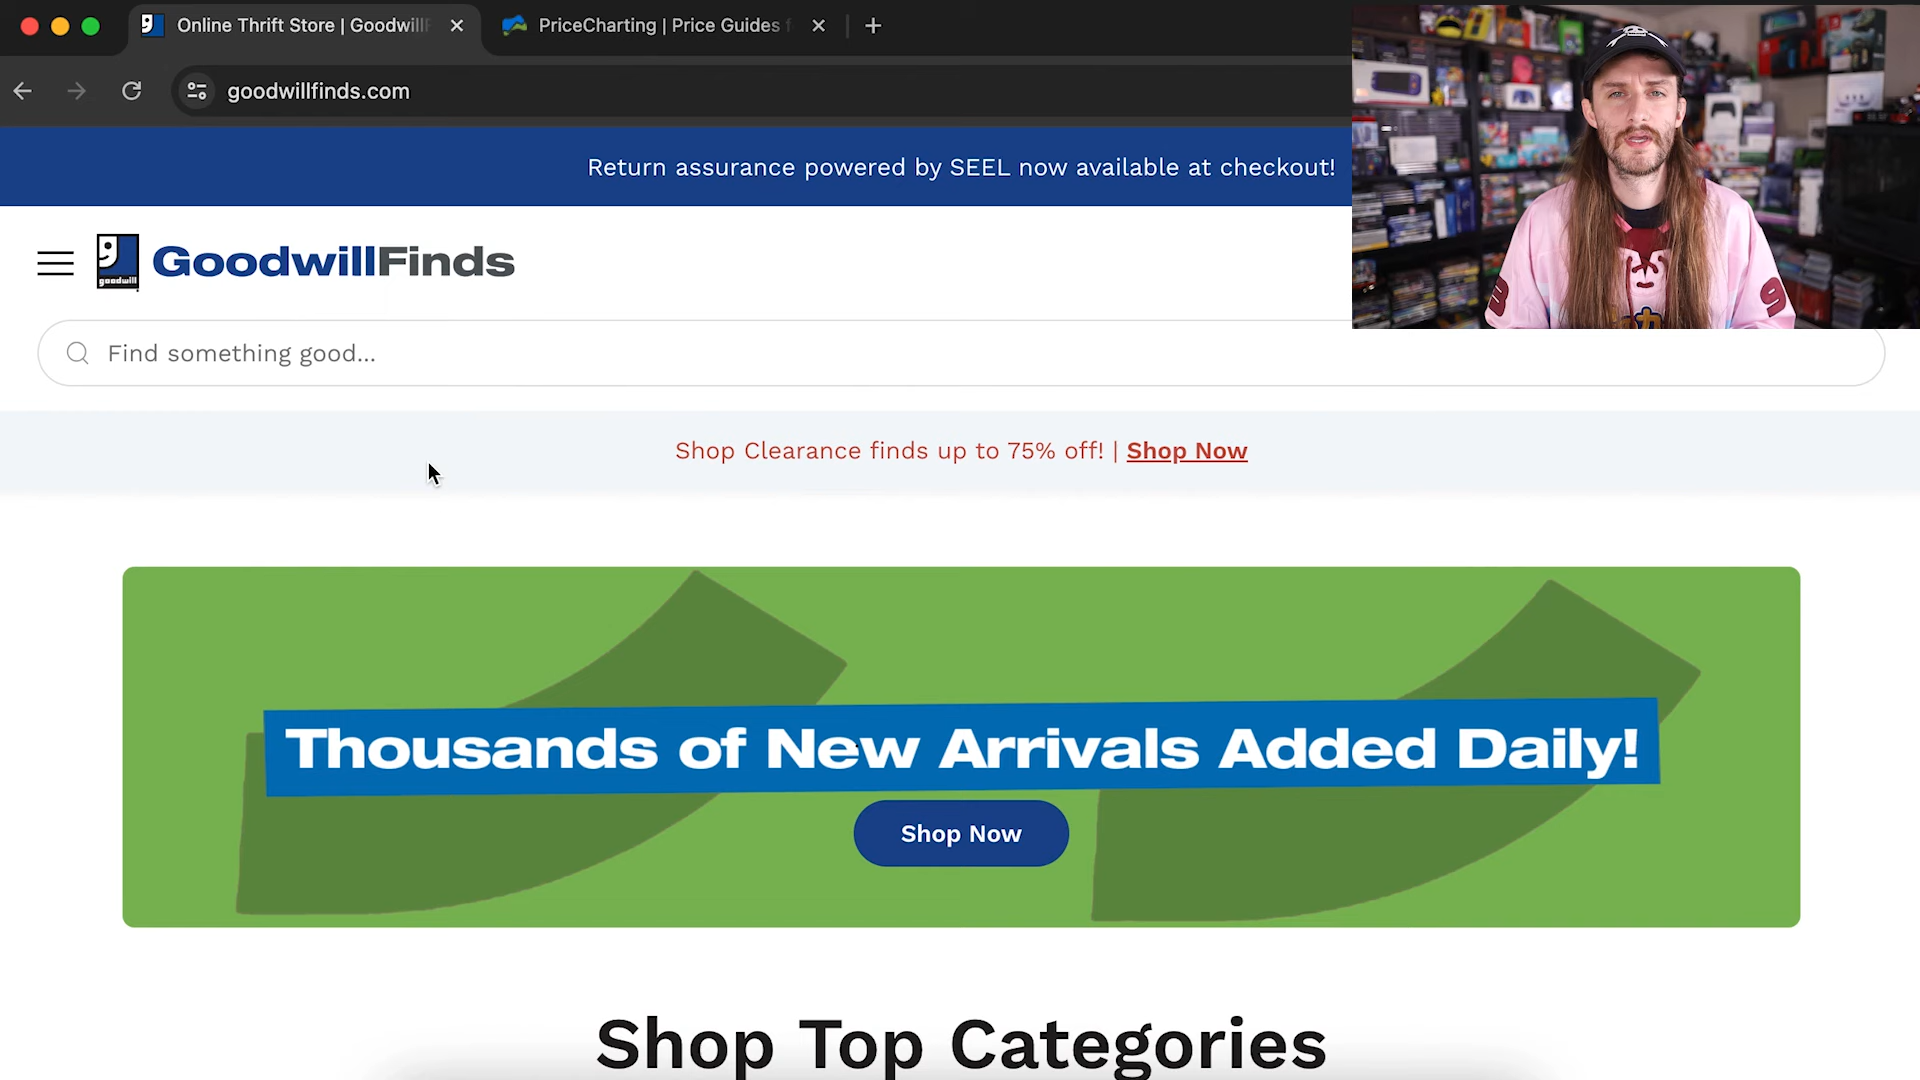 Online Thrift Store | Goodwill
PriceCharting | Price Guides f
goodwillfinds.com
Return assurance powered by SEEL now available at checkout!
goodwill
GoodwillFinds
Find something good...
Shop Clearance finds up to 75% off! | Shop Now
Thousands of New Arrivals Added Daily!
Shop Now
Shop Top Categories